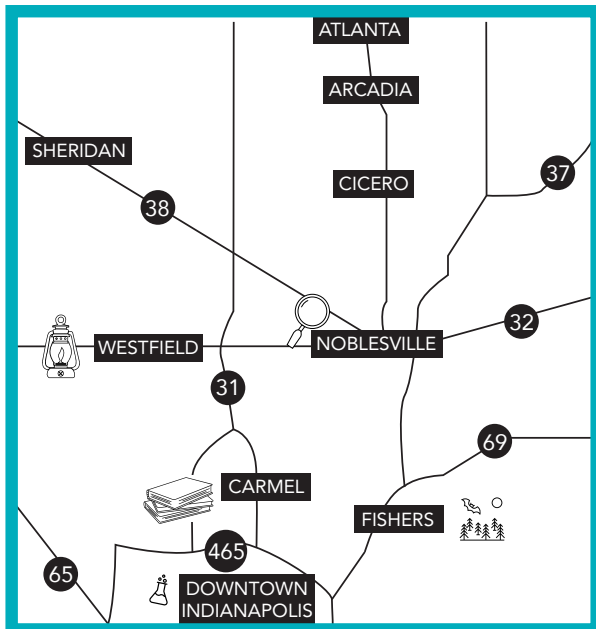 ATLANTA
ARCADIA
SHERIDAN
CICERO
37
38
32
WESTFIELD
NOBLESVILLE
31
69
CARMEL
FISHERS
465
65
DOWNTOWN
INDIANAPOLIS